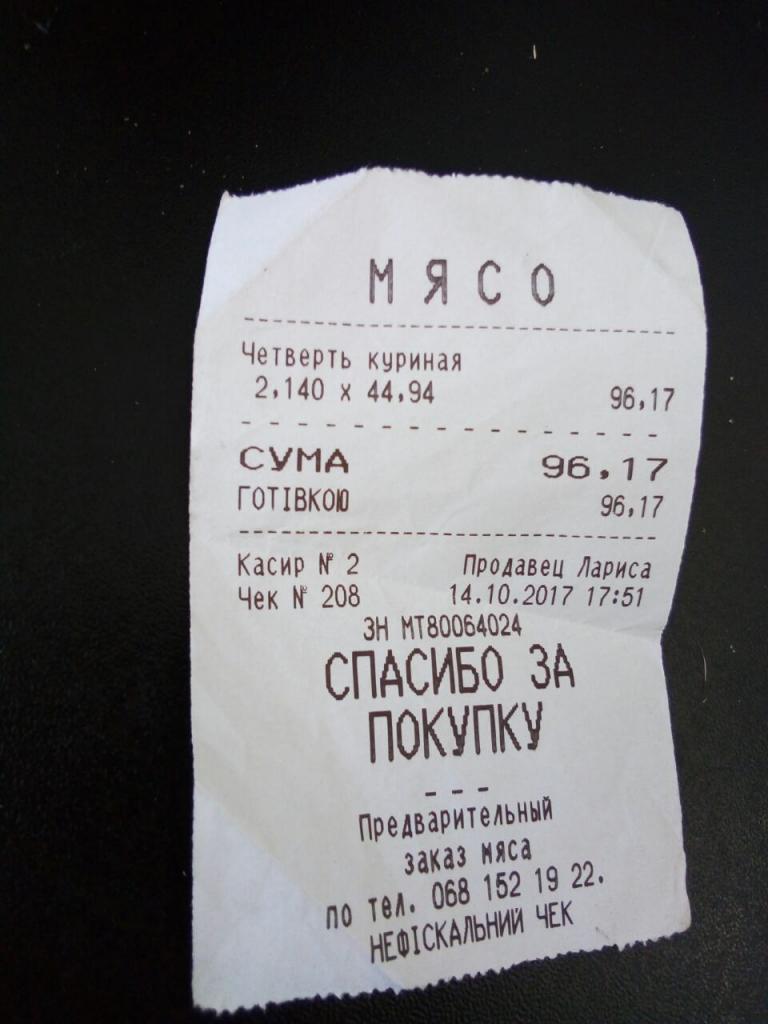 МЯСО
Четверть куриная
2,140 x 44,94 96,17
СУМА 96,17
ГОТІВКОЮ 96,17
Касир № 2 Продавец Лариса
Чек № 208 14.10.2017 17:51
ЗН МТ80064024
СПАСИБО ЗА
ПОКУПКУ
Предварительный
заказ мяса
по тел. 068 152 19 22.
НЕФІСКАЛЬНИЙ ЧЕК